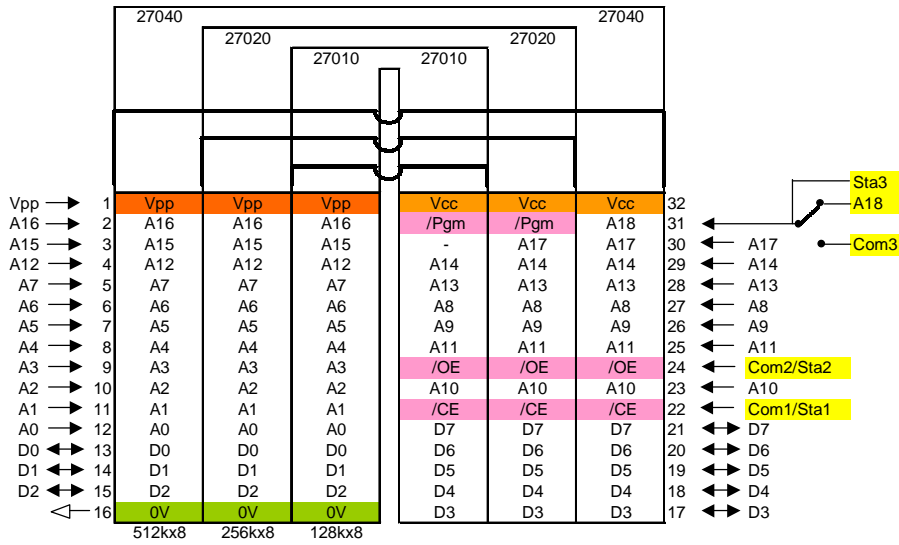 27040 27040
27020 27020
27010 27010
Sta3
Vpp 1 Vpp Vpp Vpp Vcc Vcc Vcc 32 A18
A16 2 A16 A16 A16 /Pgm /Pgm A18 31
A15 3 A15 A15 A15 - A17 A17 30 A17 Com3
A12 4 A12 A12 A12 A14 A14 A14 29 A14
A7 5 A7 A7 A7 A13 A13 A13 28 A13
A6 6 A6 A6 A6 A8 A8 A8 27 A8
A5 7 A5 A5 A5 A9 A9 A9 26 A9
A4 8 A4 A4 A4 A11 A11 A11 25 A11
A3 9 A3 A3 A3 /OE /OE /OE 24 Com2/Sta2
A2 10 A2 A2 A2 A10 A10 A10 23 A10
A1 11 A1 A1 A1 /CE /CE /CE 22 Com1/Sta1
A0 12 A0 A0 A0 D7 D7 D7 21 D7
D0 13 D0 D0 D0 D6 D6 D6 20 D6
D1 14 D1 D1 D1 D5 D5 D5 19 D5
D2 15 D2 D2 D2 D4 D4 D4 18 D4
16 0V 0V 0V D3 D3 D3 17 D3
512kx8 256kx8 128kx8